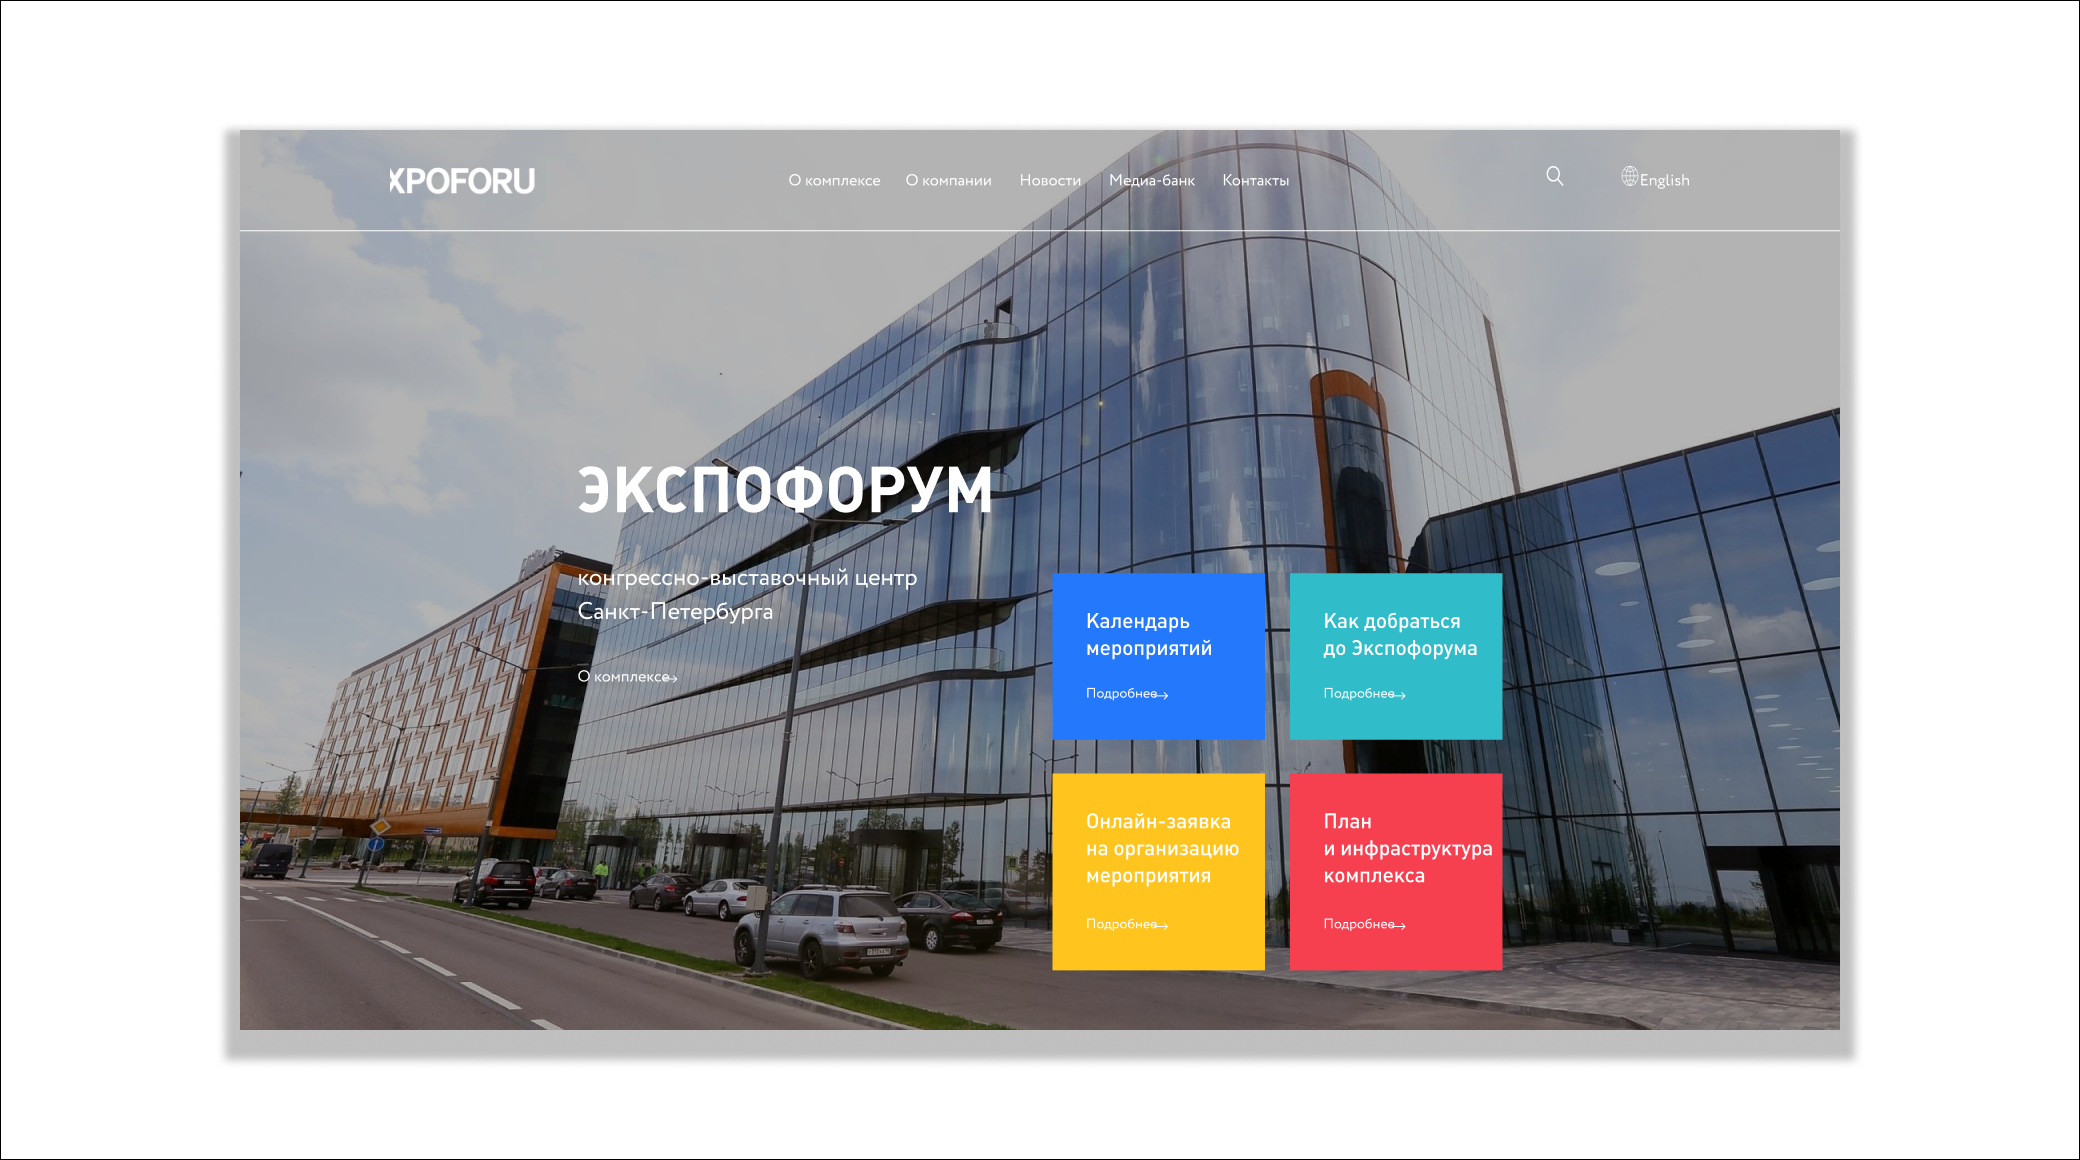 XPOFORU
О комплексе О компании Новости Медиа-банк Контакты
English
ЭКСПОФОРУМ
конгрессно-выставочный центр
Санкт-Петербурга
О комплексе
Календарь
мероприятий
Подробнее
Как добраться
до Экспофорума
Подробнее
Онлайн-заявка
на организацию
мероприятия
Подробнее
План
и инфраструктура
комплекса
Подробнее